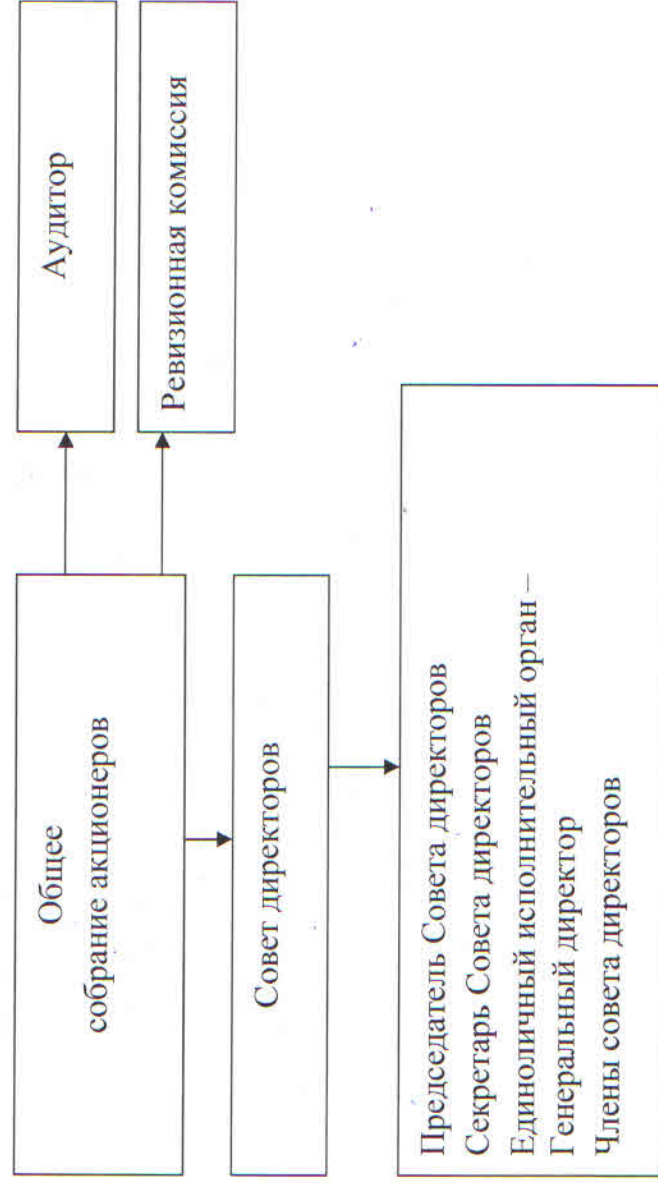 Общее
собрание акционеров
Аудитор
Ревизионная комиссия
Совет директоров
Председатель Совета директоров
Секретарь Совета директоров
Единоличный исполнительный орган –
Генеральный директор
Члены совета директоров